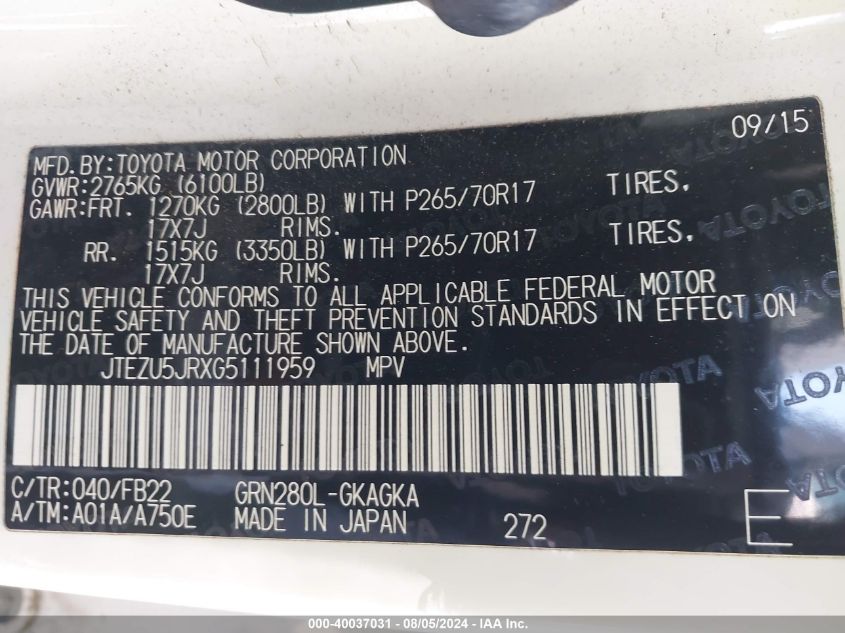 09/15
MFD. BY:TOYOTA MOTOR CORPORATION
GVWR:2765KG (6100LB)
GAWR:FRT. 1270KG (2800LB) WITH P265/70R17 TIRES,
17X7J RIMS.
RR. 1515KG (3350LB) WITH P265/70R17 TIRES,
17X7J RIMS.
THIS VEHICLE CONFORMS TO ALL APPLICABLE FEDERAL MOTOR
VEHICLE SAFETY AND THEFT PREVENTION STANDARDS IN EFFECT ON
THE DATE OF MANUFACTURE SHOWN ABOVE.
JTEZU5JRXG5111959 MPV
C/TR:040/FB22 GRN280L-GKAGKA
A/TM:A01A/A750E MADE IN JAPAN 272 E
TOYOTA
TOYOTA
TOYOTA
000-40037031 - 08/05/2024 - IAA Inc.